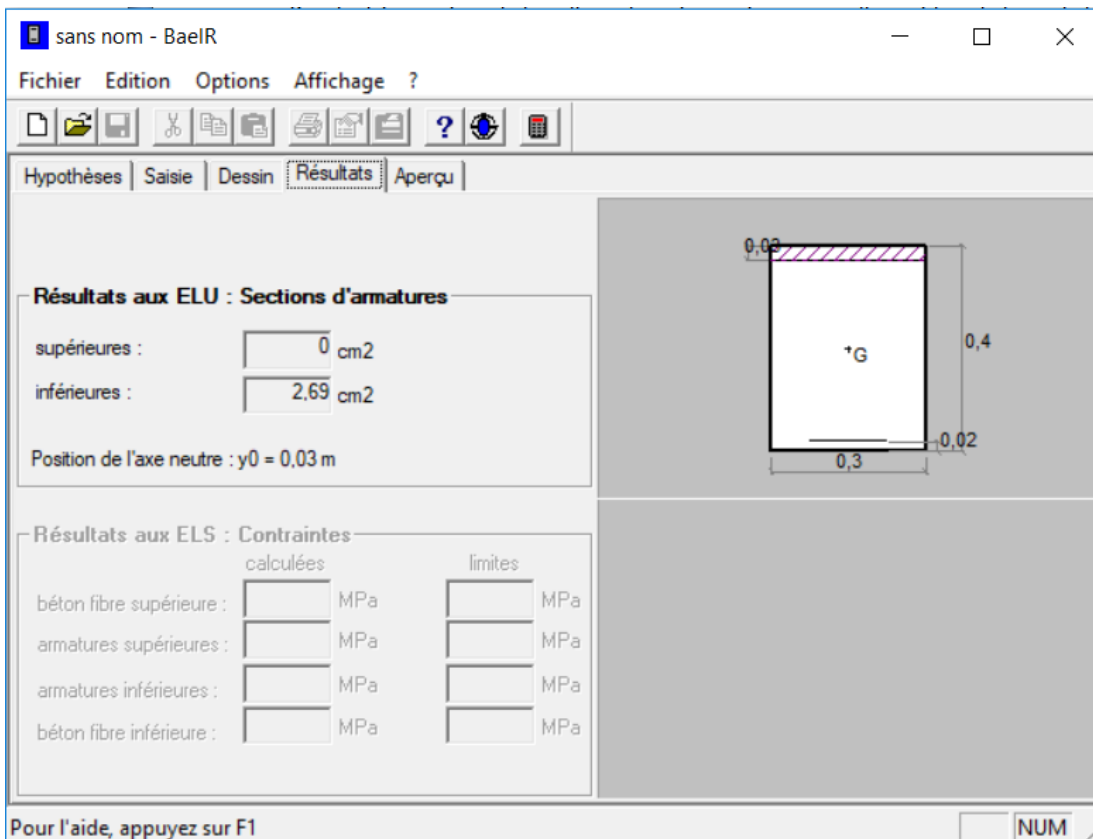 sans nom - BaelR
Fichier Edition Options Affichage ?
Hypothèses Saisie Dessin Résultats Aperçu
Résultats aux ELU : Sections d'armatures
supérieures : 0 cm2
inférieures : 2,69 cm2
Position de l'axe neutre : y0 = 0,03 m
0,03
G
0,4
0,02
0,3
Résultats aux ELS : Contraintes
calculées limites
béton fibre supérieure : MPa MPa
armatures supérieures : MPa MPa
armatures inférieures : MPa MPa
béton fibre inférieure : MPa MPa
Pour l'aide, appuyez sur F1 NUM